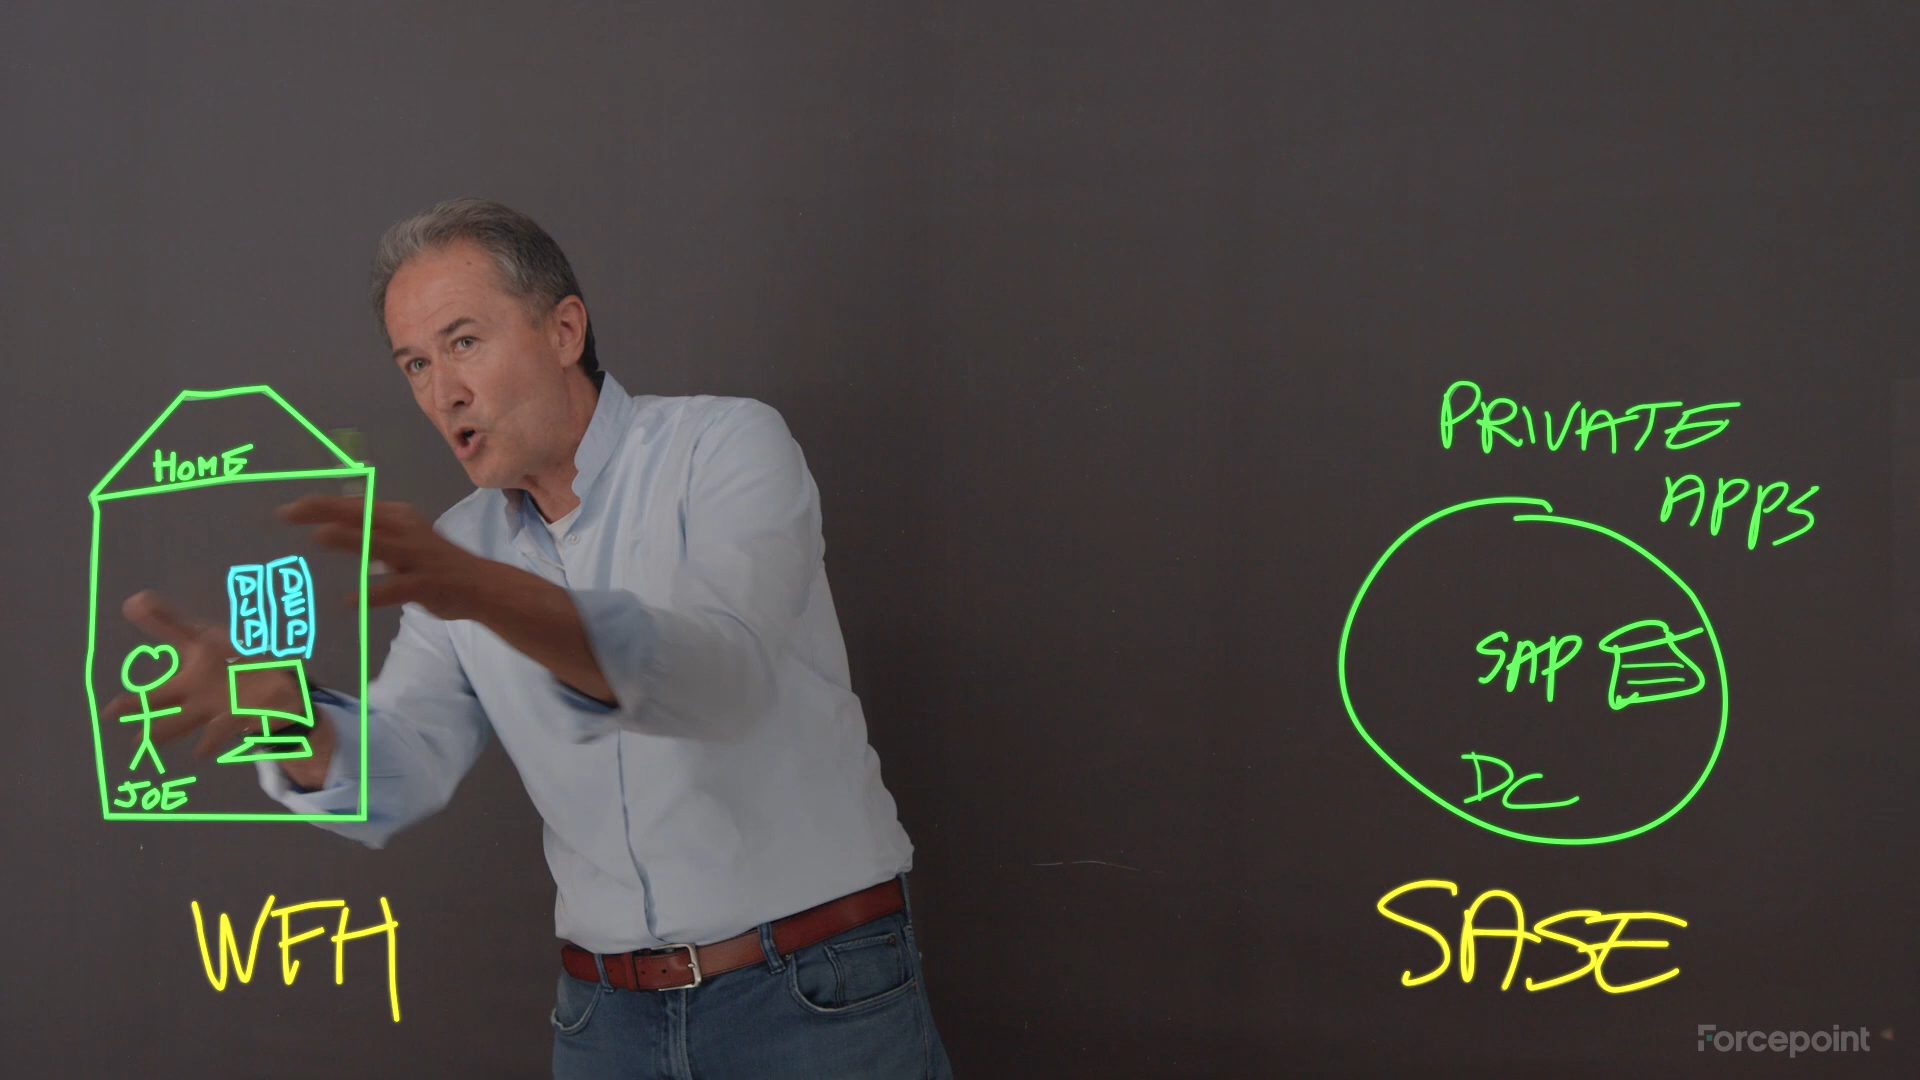 HOME
DLP DEP
JOE
WFH
PRIVATE
APPS
SAP
DC
SASE
Forcepoint